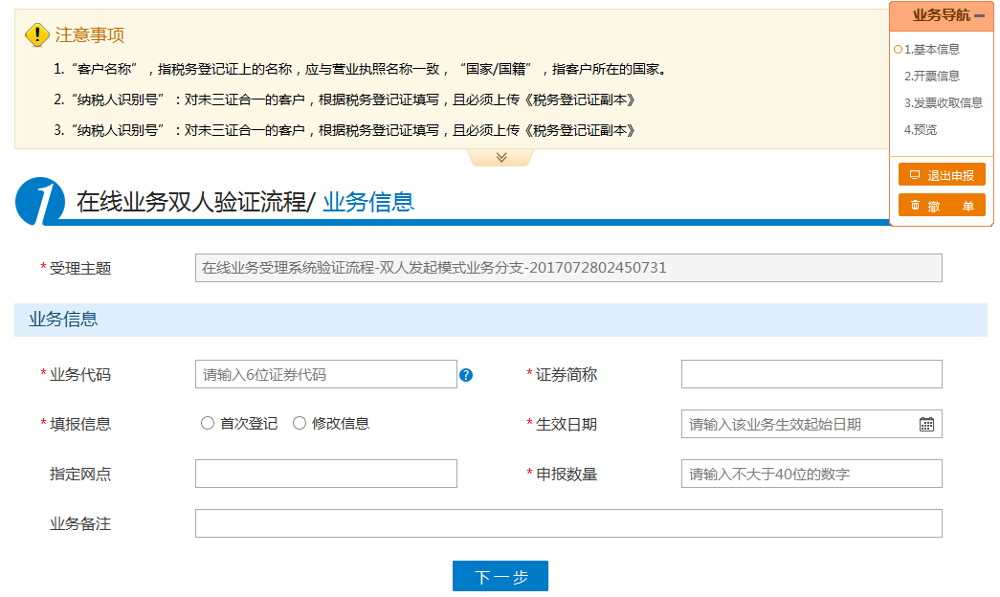 注意事项
1.“客户名称”，指税务登记证上的名称，应与营业执照名称一致，“国家/国籍”，指客户所在的国家。
2.“纳税人识别号”：对未三证合一的客户，根据税务登记证填写，且必须上传《税务登记证副本》
3.“纳税人识别号”：对未三证合一的客户，根据税务登记证填写，且必须上传《税务登记证副本》
业务导航
1.基本信息
2.开票信息
3.发票收取信息
4.预览
退出申报
撤 单
1 在线业务双人验证流程/ 业务信息
*受理主题 在线业务受理系统验证流程-双人发起模式业务分支-2017072802450731
业务信息
*业务代码 请输入6位证券代码 ? *证券简称
*填报信息 首次登记 修改信息 *生效日期 请输入该业务生效起始日期
指定网点 *申报数量 请输入不大于40位的数字
业务备注
下一步